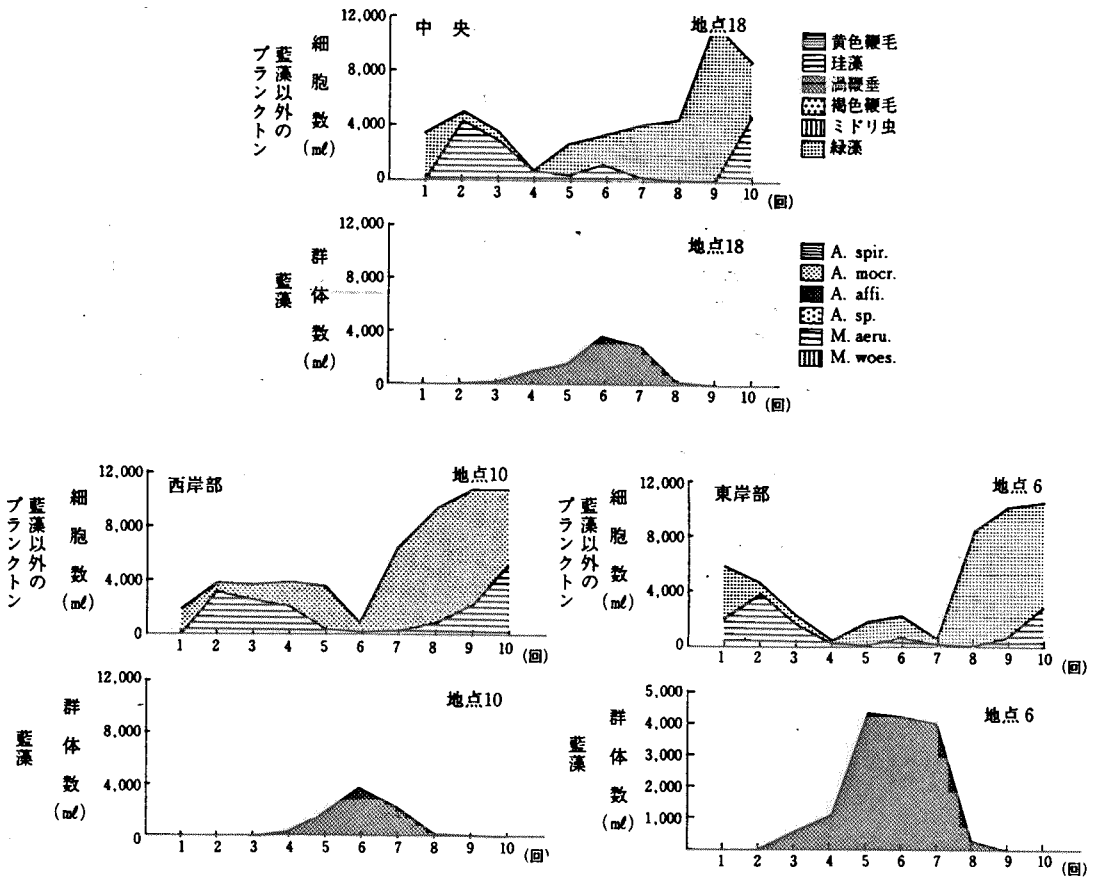 中央
地点18
藍藻以外の
プランクトン
細胞数
(mℓ)
12,000
8,000
4,000
0
1 2 3 4 5 6 7 8 9 10 (回)
黄色鞭毛
珪藻
渦鞭垂
褐色鞭毛
ミドリ虫
緑藻
地点18
藍藻
群体数
(mℓ)
12,000
8,000
4,000
0
1 2 3 4 5 6 7 8 9 10 (回)
A. spir.
A. mocr.
A. affi.
A. sp.
M. aeru.
M. woes.
西岸部
地点10
藍藻以外の
プランクトン
細胞数
(mℓ)
12,000
8,000
4,000
0
1 2 3 4 5 6 7 8 9 10 (回)
東岸部
地点6
藍藻以外の
プランクトン
細胞数
(mℓ)
12,000
8,000
4,000
0
1 2 3 4 5 6 7 8 9 10 (回)
地点10
藍藻
群体数
(mℓ)
12,000
8,000
4,000
0
1 2 3 4 5 6 7 8 9 10 (回)
地点6
藍藻
群体数
(mℓ)
5,000
4,000
3,000
2,000
1,000
1 2 3 4 5 6 7 8 9 10 (回)